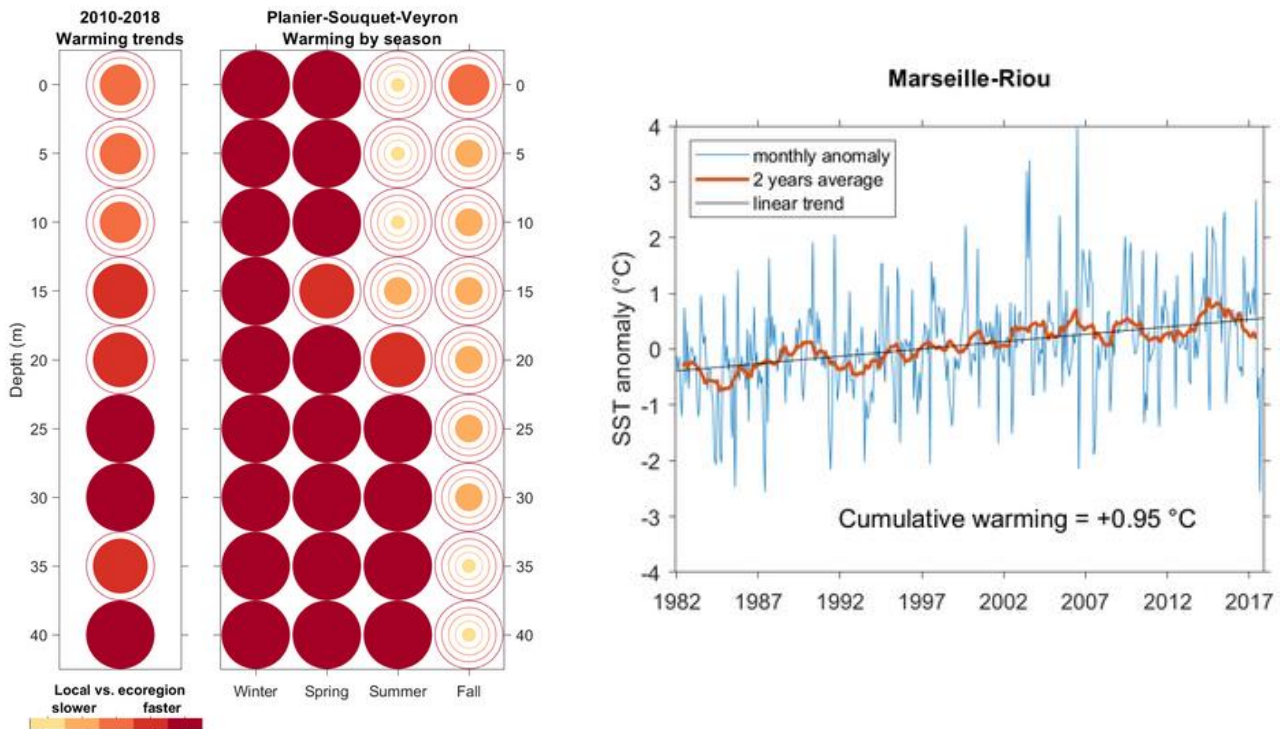 2010-2018
Warming trends
Planier-Souquet-Veyron
Warming by season
Depth (m)
0
5
10
15
20
25
30
35
40
0
5
10
15
20
25
30
35
40
Winter Spring Summer Fall
Local vs. ecoregion
slower faster
Marseille-Riou
monthly anomaly
2 years average
linear trend
SST anomaly (°C)
4
3
2
1
0
-1
-2
-3
-4
Cumulative warming = +0.95 °C
1982 1987 1992 1997 2002 2007 2012 2017